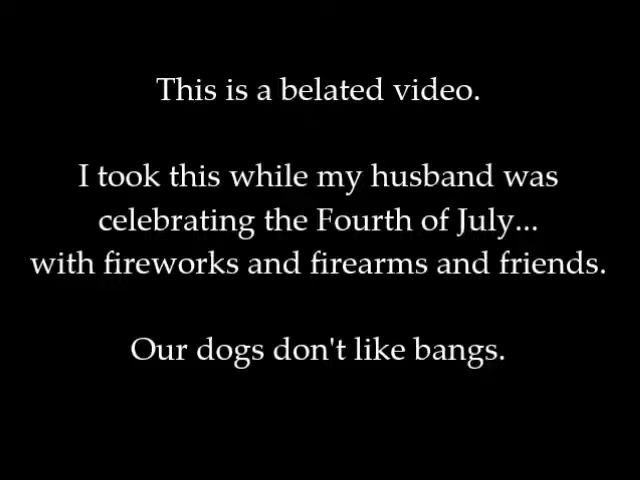 This is a belated video.
I took this while my husband was
celebrating the Fourth of July...
with fireworks and firearms and friends.
Our dogs don't like bangs.